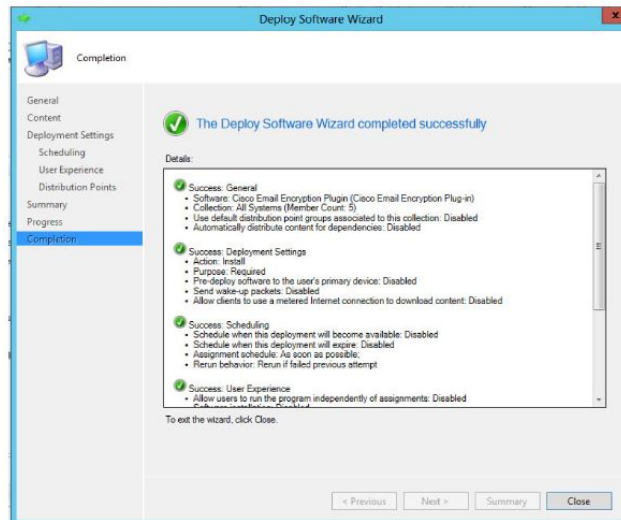 Deploy Software Wizard
x
Completion
General
Content
Deployment Settings
Scheduling
User Experience
Distribution Points
Summary
Progress
Completion
The Deploy Software Wizard completed successfully
Details:
Success: General
• Software: Cisco Email Encryption Plugin (Cisco Email Encryption Plug-in)
• Collection: All Systems (Member Count: 5)
• Use default distribution point groups associated to this collection: Disabled
• Automatically distribute content for dependencies: Disabled
Success: Deployment Settings
• Action: Install
• Purpose: Required
• Pre-deploy software to the user's primary device: Disabled
• Send wake-up packets: Disabled
• Allow clients to use a metered Internet connection to download content: Disabled
Success: Scheduling
• Schedule when this deployment will become available: Disabled
• Schedule when this deployment will expire: Disabled
• Assignment schedule: As soon as possible;
• Rerun behavior: Rerun if failed previous attempt
Success: User Experience
• Allow users to run the program independently of assignments: Disabled
To exit the wizard, click Close.
< Previous
Next >
Summary
Close